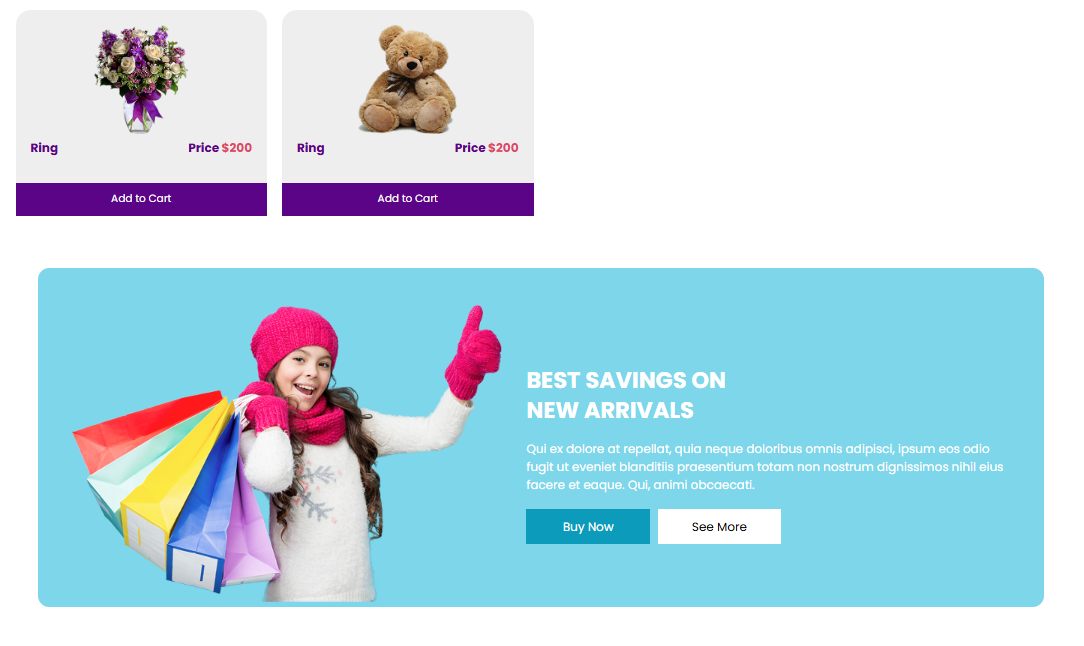 Ring Price $200
Ring Price $200
Add to Cart
Add to Cart
BEST SAVINGS ON
NEW ARRIVALS
Qui ex dolore at repellat, quia neque doloribus omnis adipisci, ipsum eos odio
fugit ut eveniet blanditiis praesentium totam non nostrum dignissimos nihil eius
facere et eaque. Qui, animi obcaecati.
Buy Now
See More